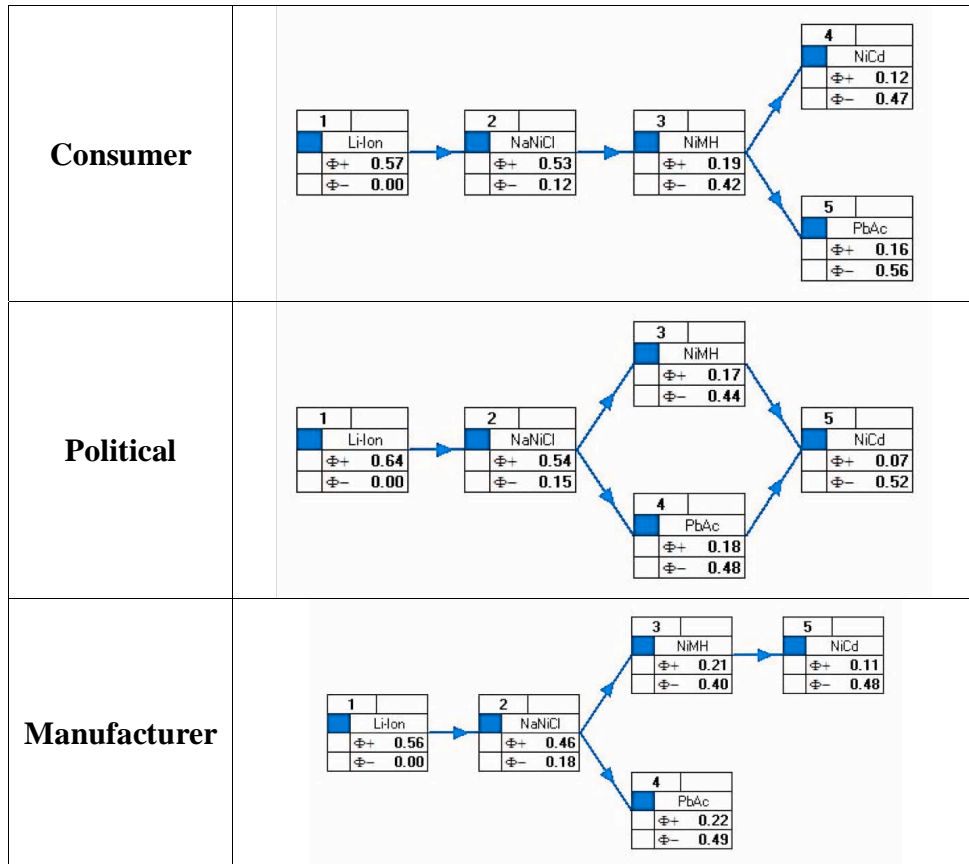 Consumer
1
Li-Ion
Φ+ 0.57
Φ− 0.00
2
NaNiCl
Φ+ 0.53
Φ− 0.12
3
NiMH
Φ+ 0.19
Φ− 0.42
4
NiCd
Φ+ 0.12
Φ− 0.47
5
PbAc
Φ+ 0.16
Φ− 0.56
Political
1
Li-Ion
Φ+ 0.64
Φ− 0.00
2
NaNiCl
Φ+ 0.54
Φ− 0.15
3
NiMH
Φ+ 0.17
Φ− 0.44
4
PbAc
Φ+ 0.18
Φ− 0.48
5
NiCd
Φ+ 0.07
Φ− 0.52
Manufacturer
1
Li-Ion
Φ+ 0.56
Φ− 0.00
2
NaNiCl
Φ+ 0.46
Φ− 0.18
3
NiMH
Φ+ 0.21
Φ− 0.40
5
NiCd
Φ+ 0.11
Φ− 0.48
4
PbAc
Φ+ 0.22
Φ− 0.49